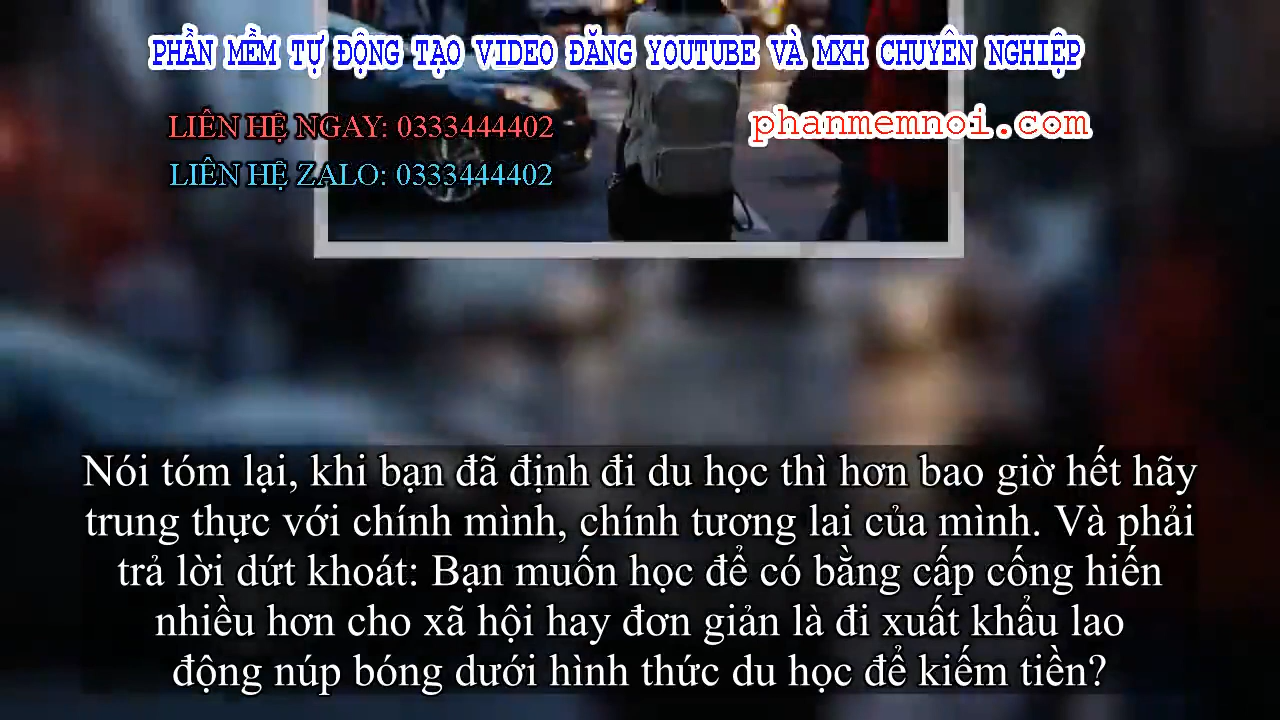 PHẦN MỀM TỰ ĐỘNG TẠO VIDEO ĐĂNG YOUTUBE VÀ MXH CHUYÊN NGHIỆP
LIÊN HỆ NGAY: 0333444402
phanmemnoi.com
LIÊN HỆ ZALO: 0333444402
Nói tóm lại, khi bạn đã định đi du học thì hơn bao giờ hết hãy
trung thực với chính mình, chính tương lai của mình. Và phải
trả lời dứt khoát: Bạn muốn học để có bằng cấp cống hiến
nhiều hơn cho xã hội hay đơn giản là đi xuất khẩu lao
động núp bóng dưới hình thức du học để kiếm tiền?